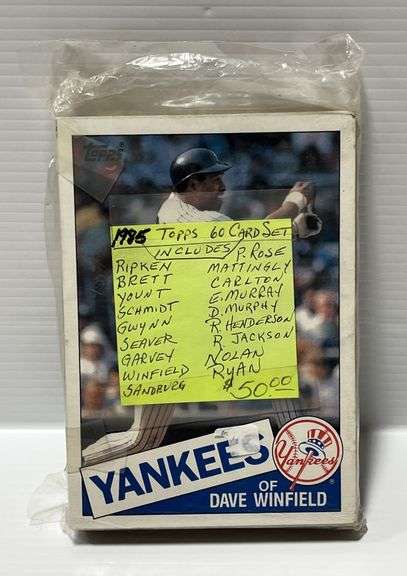 topps
1985 TOPPS 60 CARD SET
INCLUDES
RIPKEN
BRETT
YOUNT
SCHMIDT
GWYNN
SEAVER
GARVEY
WINFIELD
SANDBURG
P. ROSE
MATTINGLY
CARLTON
E. MURRAY
D. MURPHY
R. HENDERSON
R. JACKSON
NOLAN
RYAN
$50.00
YANKEES
Yankees
OF
DAVE WINFIELD